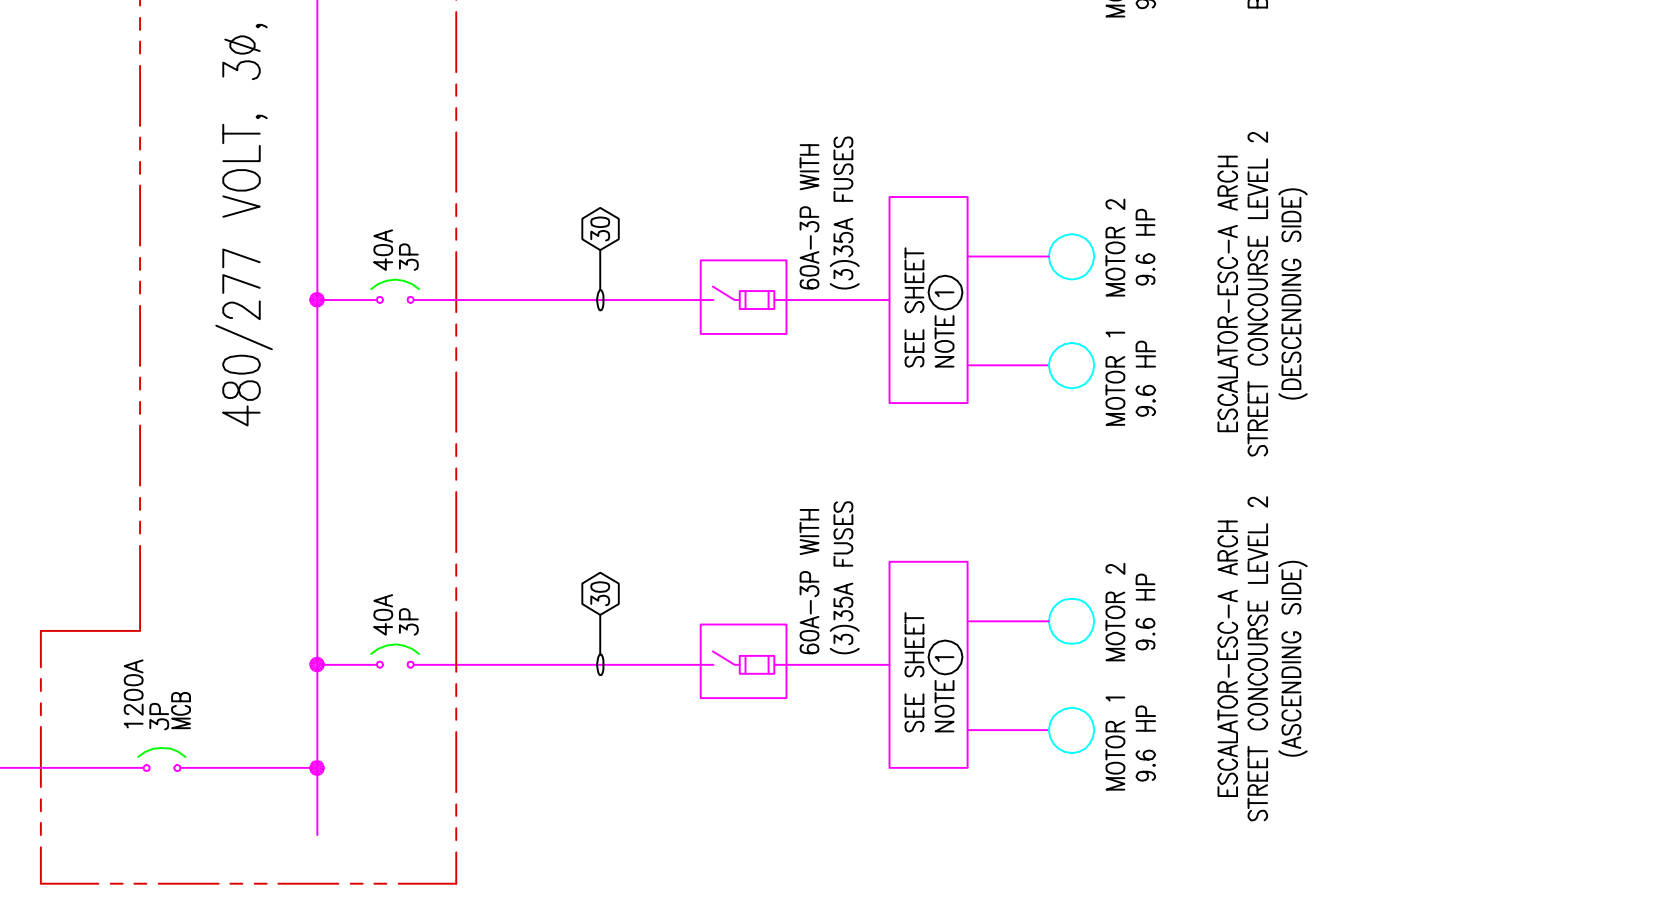 480/277 VOLT, 3φ,
1200A
3P
MCB
40A
3P
30
60A-3P WITH
(3)35A FUSES
SEE SHEET
NOTE 1
MOTOR 1
9.6 HP
MOTOR 2
9.6 HP
ESCALATOR-ESC-A ARCH
STREET CONCOURSE LEVEL 2
(ASCENDING SIDE)
40A
3P
30
60A-3P WITH
(3)35A FUSES
SEE SHEET
NOTE 1
MOTOR 1
9.6 HP
MOTOR 2
9.6 HP
ESCALATOR-ESC-A ARCH
STREET CONCOURSE LEVEL 2
(DESCENDING SIDE)